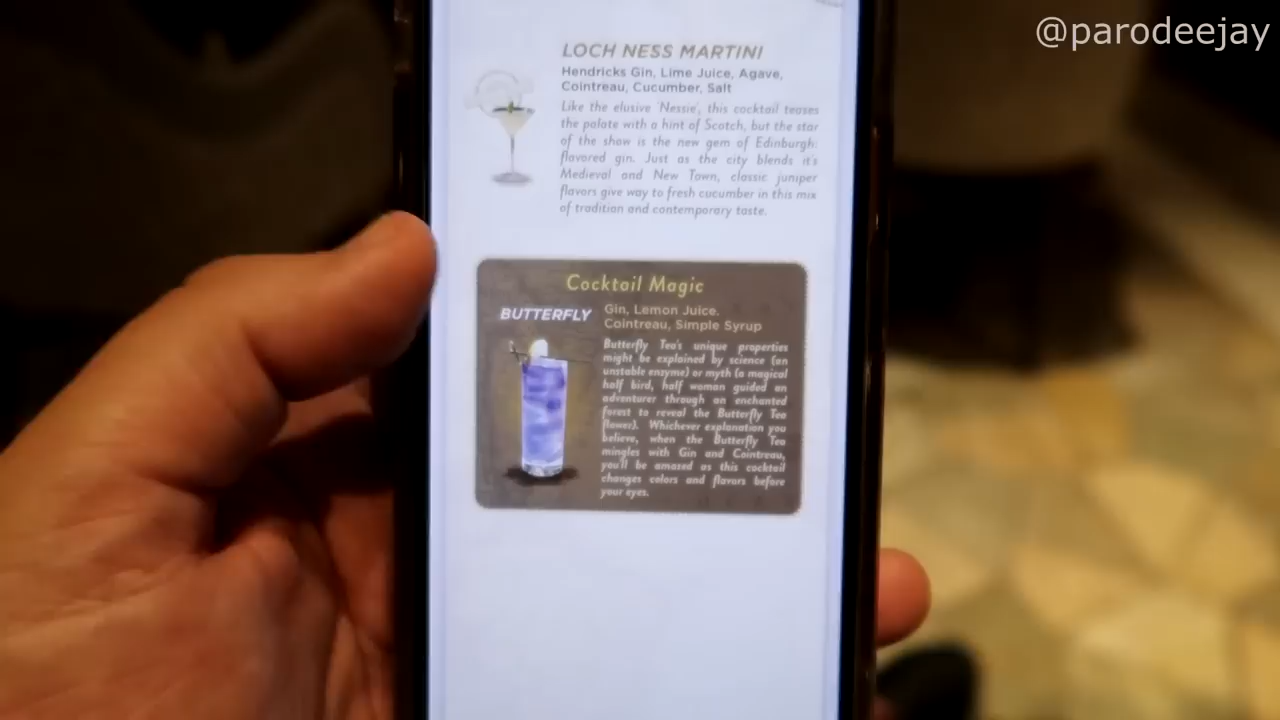 @parodeejay
LOCH NESS MARTINI
Hendricks Gin, Lime Juice, Agave,
Cointreau, Cucumber, Salt
Like the elusive 'Nessie', this cocktail teases
the palate with a hint of Scotch, but the star
of the show is the new gem of Edinburgh:
flavored gin. Just as the city blends it's
Medieval and New Town, classic juniper
flavors give way to fresh cucumber in this mix
of tradition and contemporary taste.
Cocktail Magic
BUTTERFLY
Gin, Lemon Juice,
Cointreau, Simple Syrup
Butterfly Tea's unique properties
might be explained by science (an
unstable enzyme) or myth (a magical
half bird, half woman guided an
adventurer through an enchanted
forest to reveal the Butterfly Tea
flower). Whichever explanation you
believe, when the Butterfly Tea
mingles with Gin and Cointreau,
you'll be amazed as this cocktail
changes colors and flavors before
your eyes.